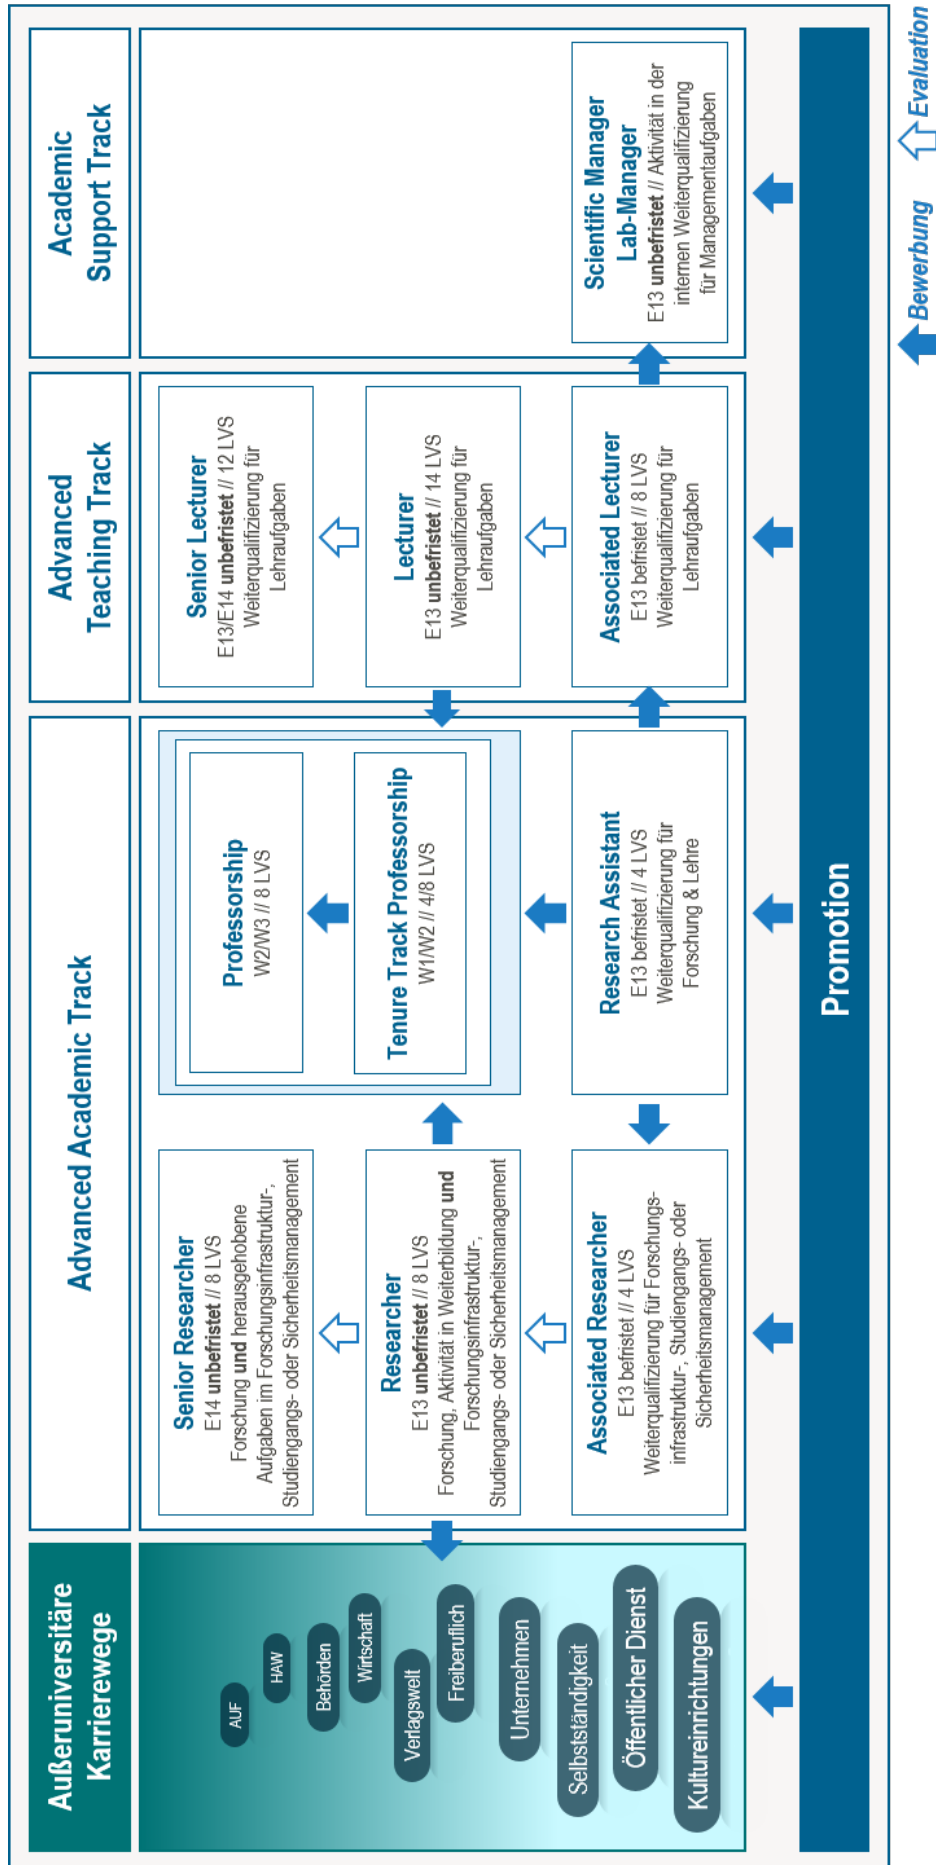 Außeruniversitäre
Karrierewege
AUF
HAW
Behörden
Wirtschaft
Verlagswelt
Freiberuflich
Unternehmen
Selbstständigkeit
Öffentlicher Dienst
Kultureinrichtungen
Advanced Academic Track
Senior Researcher
E14 unbefristet // 8 LVS
Forschung und herausgehobene
Aufgaben im Forschungsinfrastruktur-,
Studiengangs- oder Sicherheitsmanagement
Researcher
E13 unbefristet // 8 LVS
Forschung, Aktivität in Weiterbildung und
Forschungsinfrastruktur-,
Studiengangs- oder Sicherheitsmanagement
Associated Researcher
E13 befristet // 4 LVS
Weiterqualifizierung für Forschungs-
infrastruktur-, Studiengangs- oder
Sicherheitsmanagement
Professorship
W2/W3 // 8 LVS
Tenure Track Professorship
W1/W2 // 4/8 LVS
Research Assistant
E13 befristet // 4 LVS
Weiterqualifizierung für
Forschung & Lehre
Advanced
Teaching Track
Senior Lecturer
E13/E14 unbefristet // 12 LVS
Weiterqualifizierung für
Lehraufgaben
Lecturer
E13 unbefristet // 14 LVS
Weiterqualifizierung für
Lehraufgaben
Associated Lecturer
E13 befristet // 8 LVS
Weiterqualifizierung für
Lehraufgaben
Academic
Support Track
Scientific Manager
Lab-Manager
E13 unbefristet // Aktivität in der
internen Weiterqualifizierung
für Managementaufgaben
Promotion
Bewerbung
Evaluation